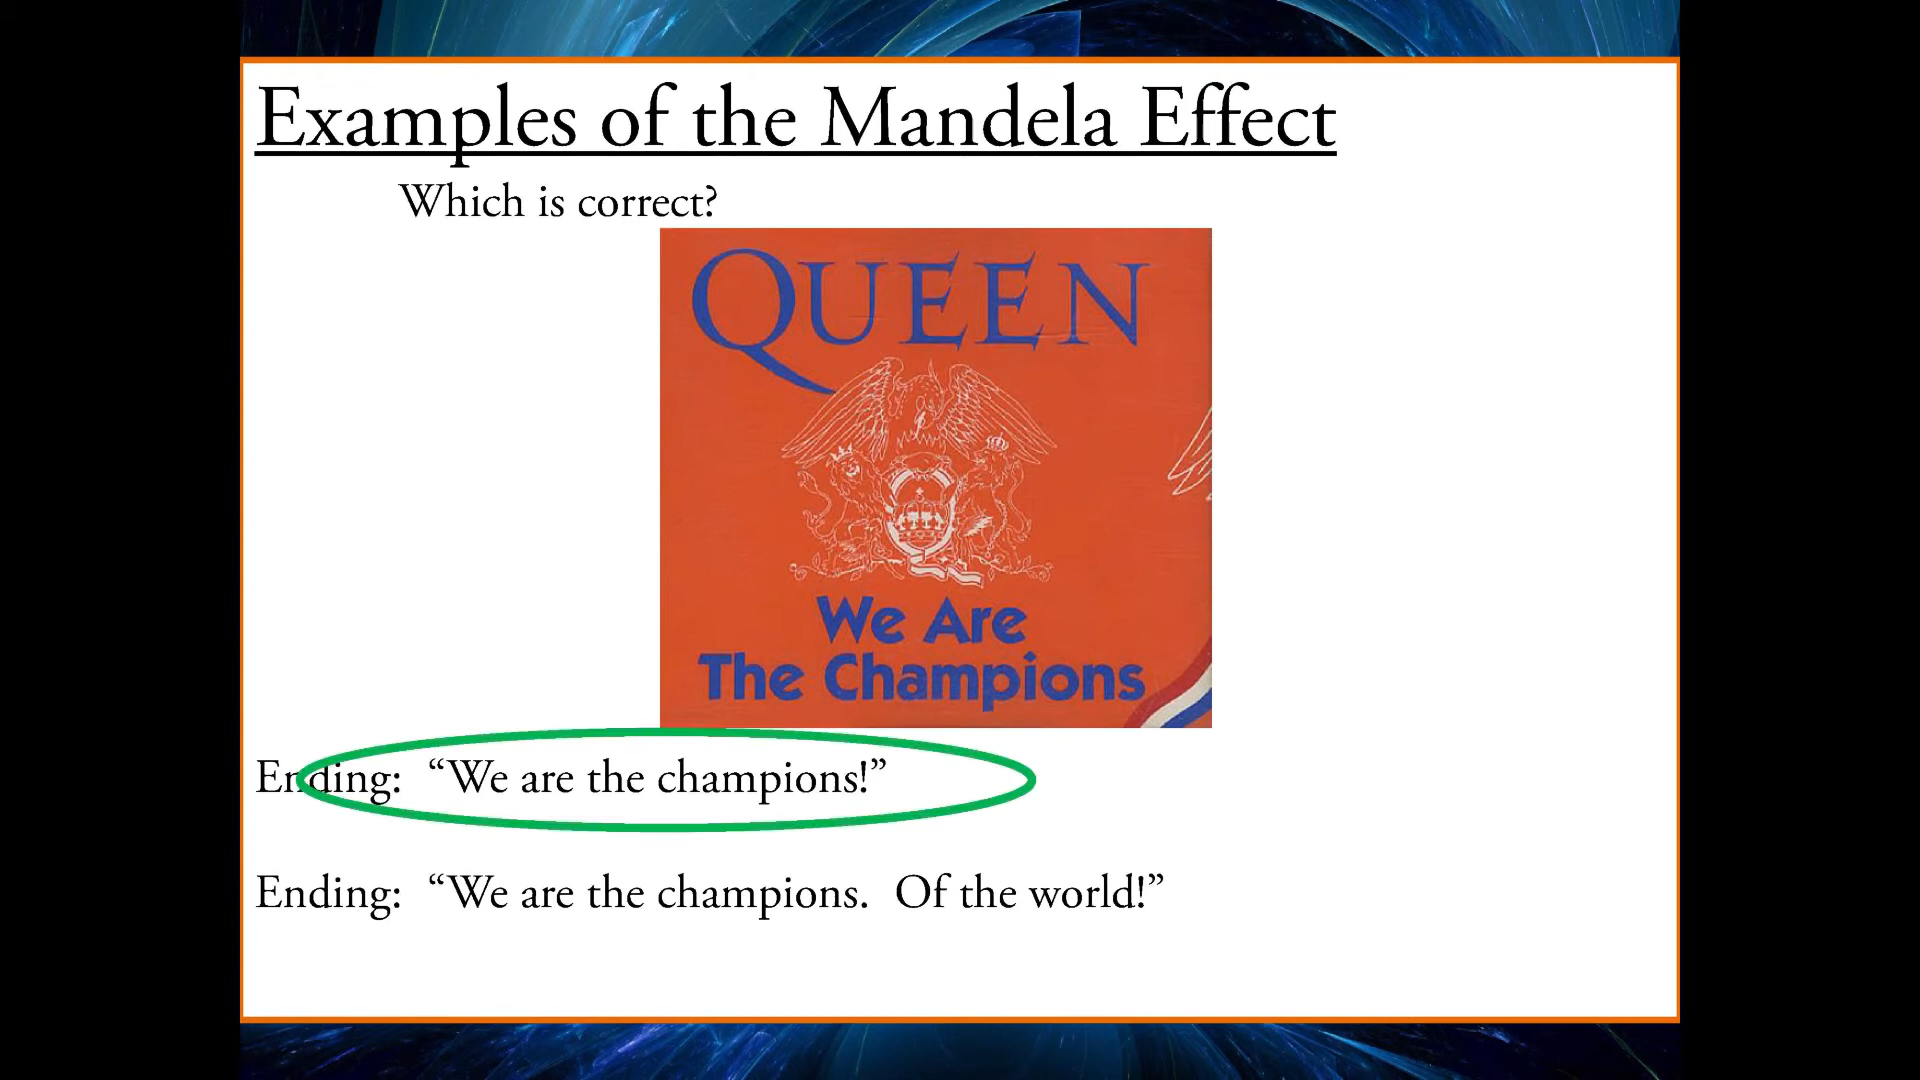 Examples of the Mandela Effect
Which is correct?
QUEEN
We Are
The Champions
Ending: “We are the champions!”
Ending: “We are the champions. Of the world!”